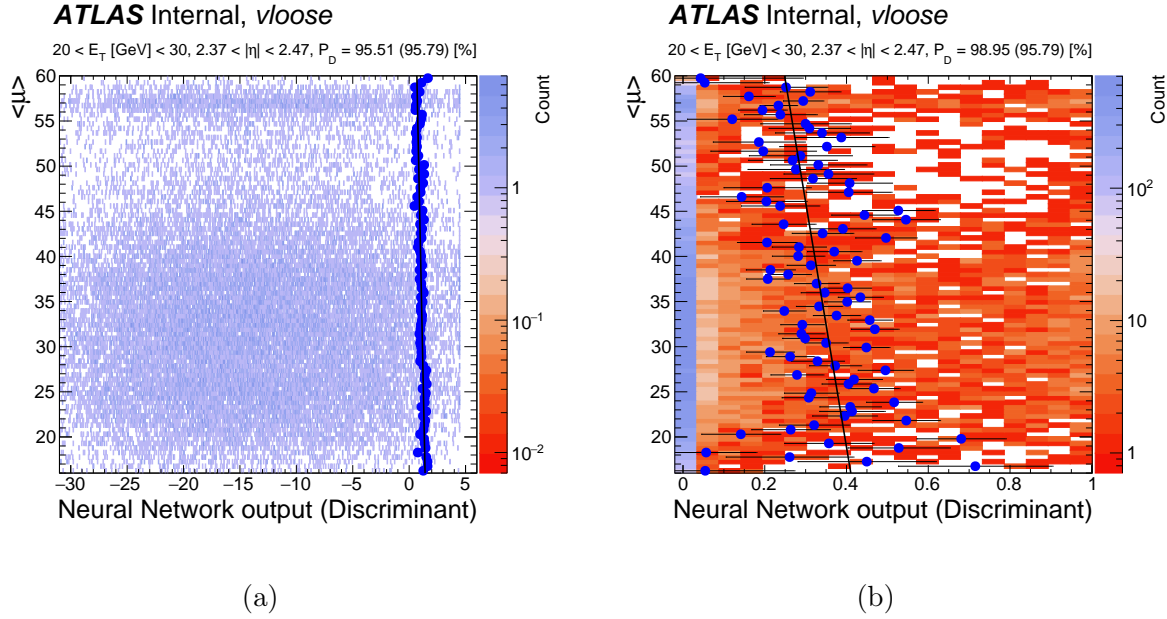 ATLAS Internal, vloose
20 < E_T [GeV] < 30, 2.37 < |η| < 2.47, P_D = 95.51 (95.79) [%]
<μ>
60
55
50
45
40
35
30
25
20
−30 −25 −20 −15 −10 −5 0 5
Neural Network output (Discriminant)
Count
1
10⁻¹
10⁻²
(a)
ATLAS Internal, vloose
20 < E_T [GeV] < 30, 2.37 < |η| < 2.47, P_D = 98.95 (95.79) [%]
<μ>
60
55
50
45
40
35
30
25
20
0 0.2 0.4 0.6 0.8 1
Neural Network output (Discriminant)
Count
10²
10
1
(b)